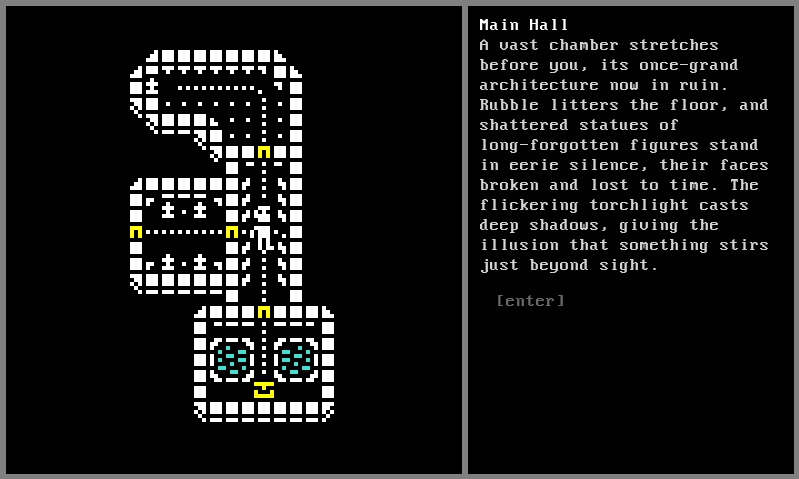 Main Hall
A vast chamber stretches
before you, its once-grand
architecture now in ruin.
Rubble litters the floor, and
shattered statues of
long-forgotten figures stand
in eerie silence, their faces
broken and lost to time. The
flickering torchlight casts
deep shadows, giving the
illusion that something stirs
just beyond sight.
[enter]